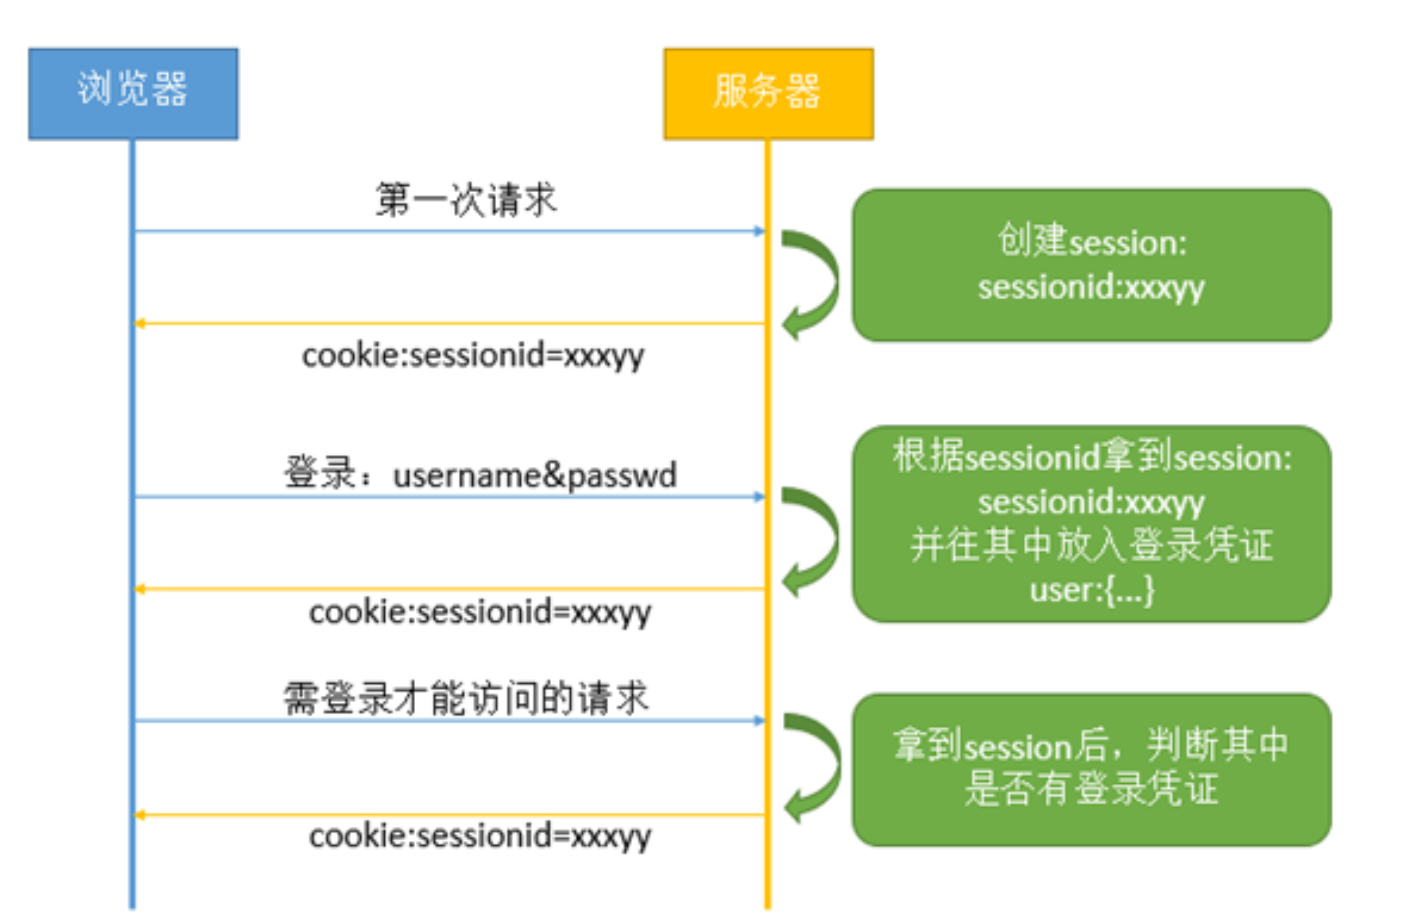 浏览器
服务器
第一次请求
创建session:
sessionid:xxxyy
cookie:sessionid=xxxyy
登录：username&passwd
根据sessionid拿到session:
sessionid:xxxyy
并往其中放入登录凭证
user:{...}
cookie:sessionid=xxxyy
需登录才能访问的请求
拿到session后，判断其中
是否有登录凭证
cookie:sessionid=xxxyy